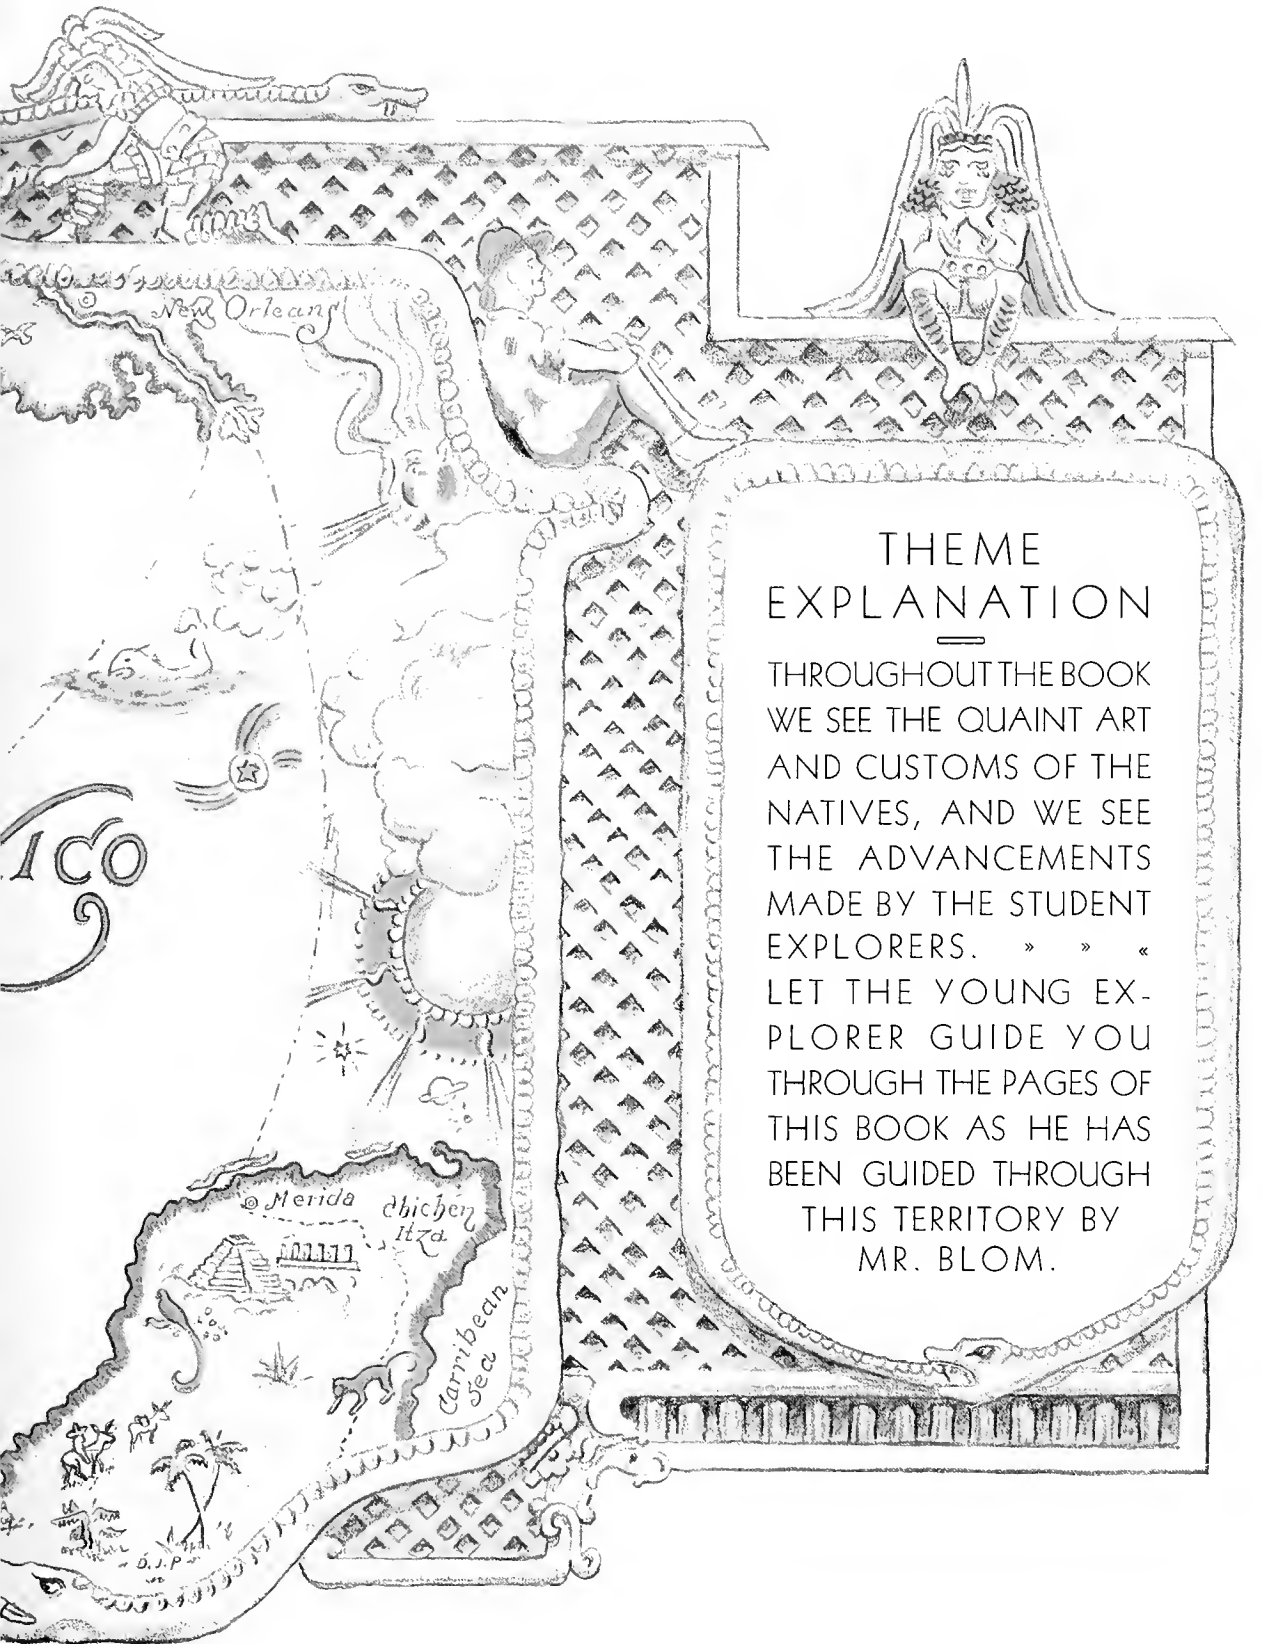 New Orleans
ICO
THEME
EXPLANATION
THROUGHOUT THE BOOK
WE SEE THE QUAINT ART
AND CUSTOMS OF THE
NATIVES, AND WE SEE
THE ADVANCEMENTS
MADE BY THE STUDENT
EXPLORERS. » » «
LET THE YOUNG EX-
PLORER GUIDE YOU
THROUGH THE PAGES OF
THIS BOOK AS HE HAS
BEEN GUIDED THROUGH
THIS TERRITORY BY
MR. BLOM.
Merida
Chichén
Itza
Carribean
Sea
D.J.P